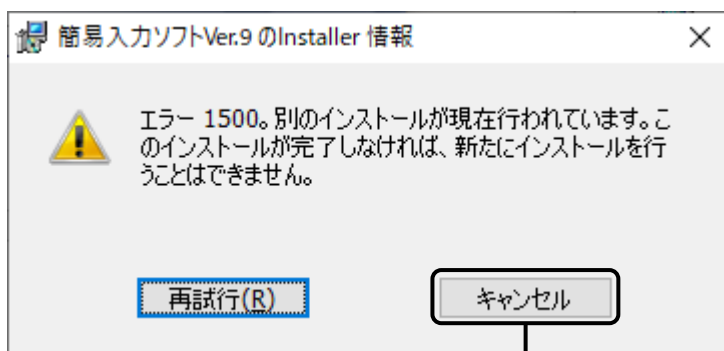 簡易入力ソフトVer.9 のInstaller 情報
エラー 1500。別のインストールが現在行われています。こ
のインストールが完了しなければ、新たにインストールを行
うことはできません。
再試行(R)
キャンセル